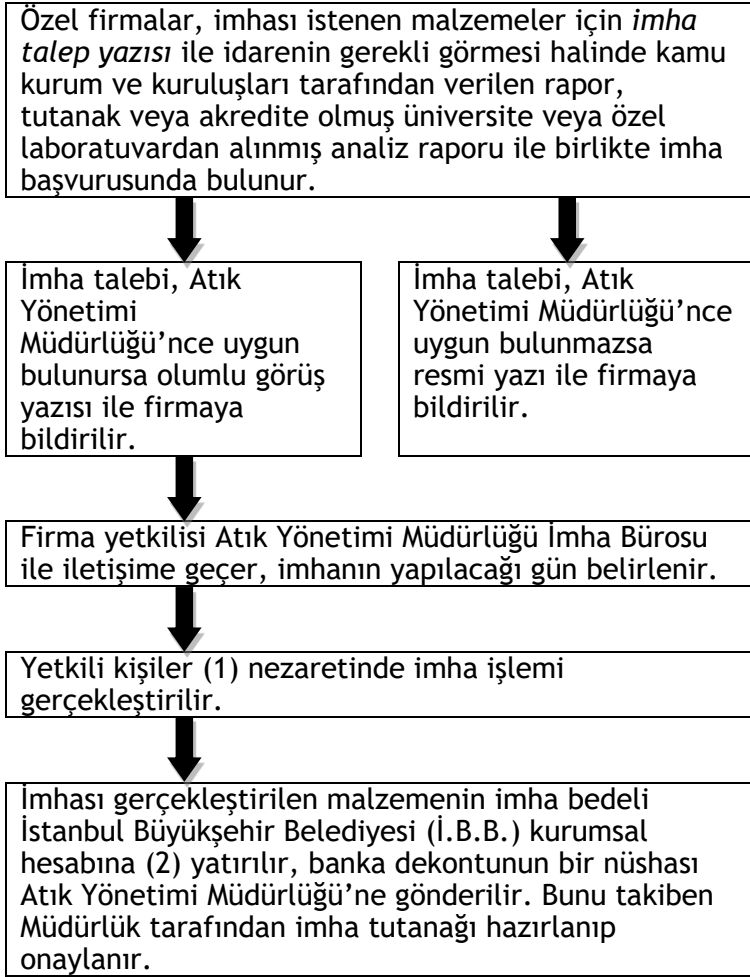 Özel firmalar, imhası istenen malzemeler için imha
talep yazısı ile idarenin gerekli görmesi halinde kamu
kurum ve kuruluşları tarafından verilen rapor,
tutanak veya akredite olmuş üniversite veya özel
laboratuvardan alınmış analiz raporu ile birlikte imha
başvurusunda bulunur.
İmha talebi, Atık
Yönetimi
Müdürlüğü’nce uygun
bulunursa olumlu görüş
yazısı ile firmaya
bildirilir.
İmha talebi, Atık
Yönetimi Müdürlüğü’nce
uygun bulunmazsa
resmi yazı ile firmaya
bildirilir.
Firma yetkilisi Atık Yönetimi Müdürlüğü İmha Bürosu
ile iletişime geçer, imhanın yapılacağı gün belirlenir.
Yetkili kişiler (1) nezaretinde imha işlemi
gerçekleştirilir.
İmhası gerçekleştirilen malzemenin imha bedeli
İstanbul Büyükşehir Belediyesi (İ.B.B.) kurumsal
hesabına (2) yatırılır, banka dekontunun bir nüshası
Atık Yönetimi Müdürlüğü’ne gönderilir. Bunu takiben
Müdürlük tarafından imha tutanağı hazırlanıp
onaylanır.